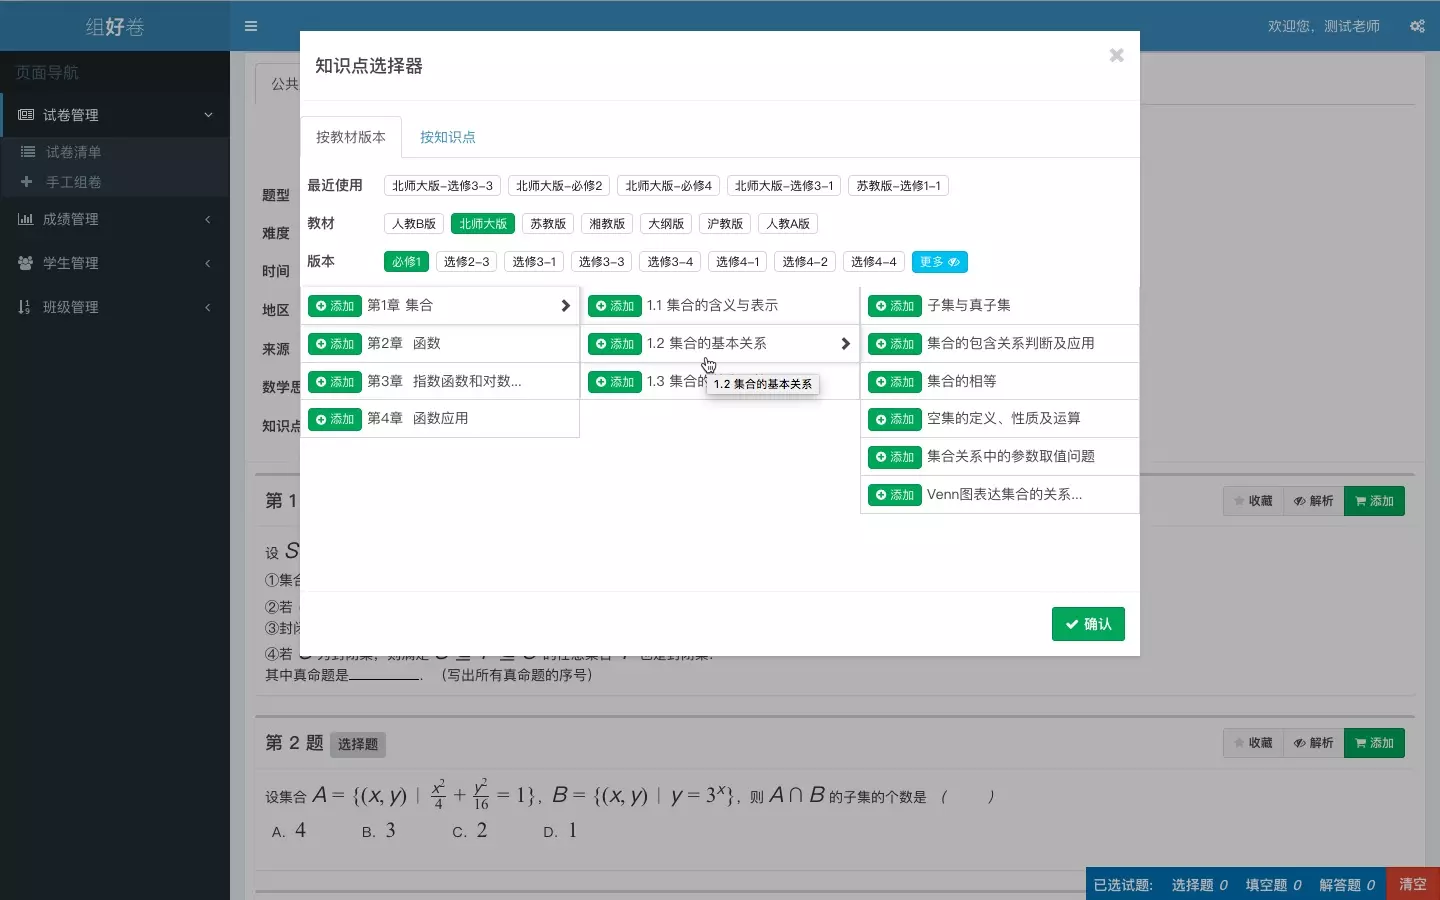 组好卷
欢迎您，测试老师
页面导航
试卷管理
试卷清单
手工组卷
成绩管理
学生管理
班级管理
公共
题型
难度
时间
地区
来源
数学思
知识点
知识点选择器
按教材版本 按知识点
最近使用 北师大版-选修3-3 北师大版-必修2 北师大版-必修4 北师大版-选修3-1 苏教版-选修1-1
教材 人教B版 北师大版 苏教版 湘教版 大纲版 沪教版 人教A版
版本 必修1 选修2-3 选修3-1 选修3-3 选修3-4 选修4-1 选修4-2 选修4-4 更多
添加 第1章 集合
添加 第2章 函数
添加 第3章 指数函数和对数...
添加 第4章 函数应用
添加 1.1 集合的含义与表示
添加 1.2 集合的基本关系
添加 1.3 集合的
1.2 集合的基本关系
添加 子集与真子集
添加 集合的包含关系判断及应用
添加 集合的相等
添加 空集的定义、性质及运算
添加 集合关系中的参数取值问题
添加 Venn图表达集合的关系...
确认
第 1
收藏 解析 添加
设 S
①集合
②若
③封闭
④若
其中真命题是________. （写出所有真命题的序号）
第 2 题 选择题
收藏 解析 添加
设集合 A = {(x, y) | x²/4 + y²/16 = 1}，B = {(x, y) | y = 3ˣ}，则 A ∩ B 的子集的个数是 （ ）
A. 4 B. 3 C. 2 D. 1
已选试题: 选择题 0 填空题 0 解答题 0 清空